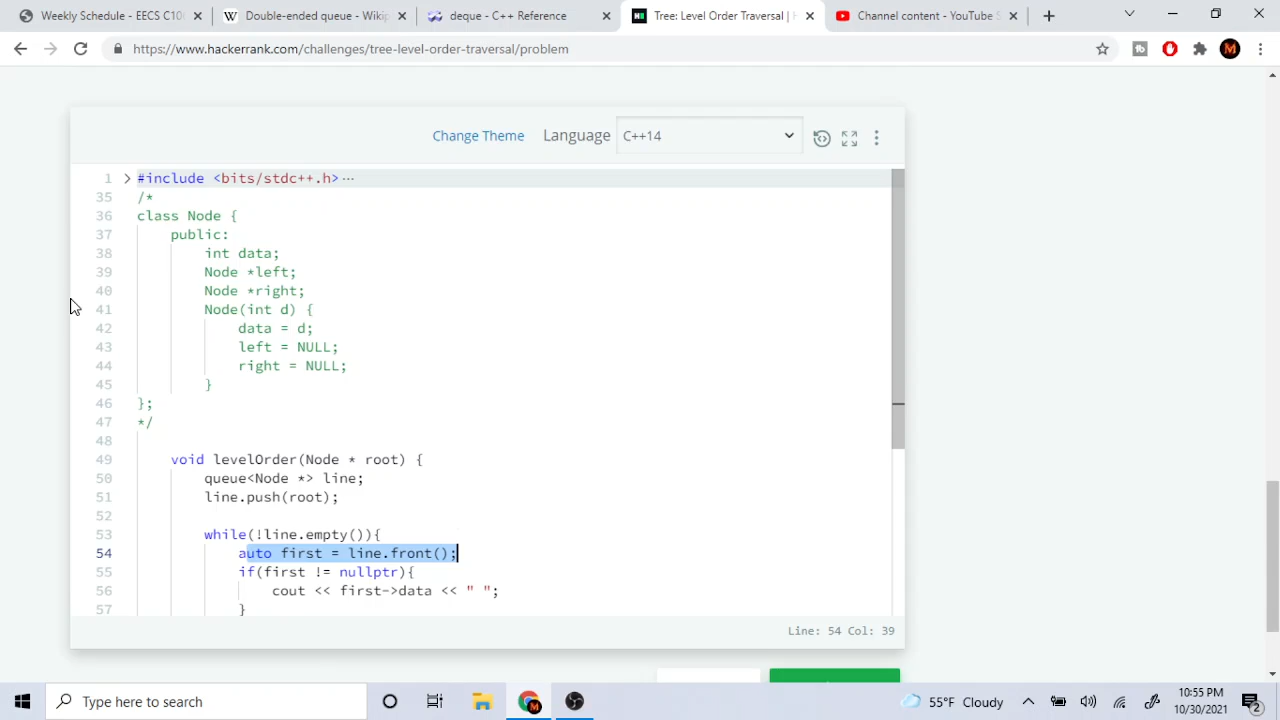 Weekly Schedule - EECS C10
Double-ended queue - Wikip
deque - C++ Reference
Tree: Level Order Traversal |
Channel content - YouTube S
https://www.hackerrank.com/challenges/tree-level-order-traversal/problem
M
Change Theme Language C++14
1 #include <bits/stdc++.h>
35 /*
36 class Node {
37 public:
38 int data;
39 Node *left;
40 Node *right;
41 Node(int d) {
42 data = d;
43 left = NULL;
44 right = NULL;
45 }
46 };
47 */
48
49 void levelOrder(Node * root) {
50 queue<Node *> line;
51 line.push(root);
52
53 while(!line.empty()){
54 auto first = line.front();
55 if(first != nullptr){
56 cout << first->data << " ";
57 }
Line: 54 Col: 39
Type here to search
55°F Cloudy
10:55 PM
10/30/2021
2